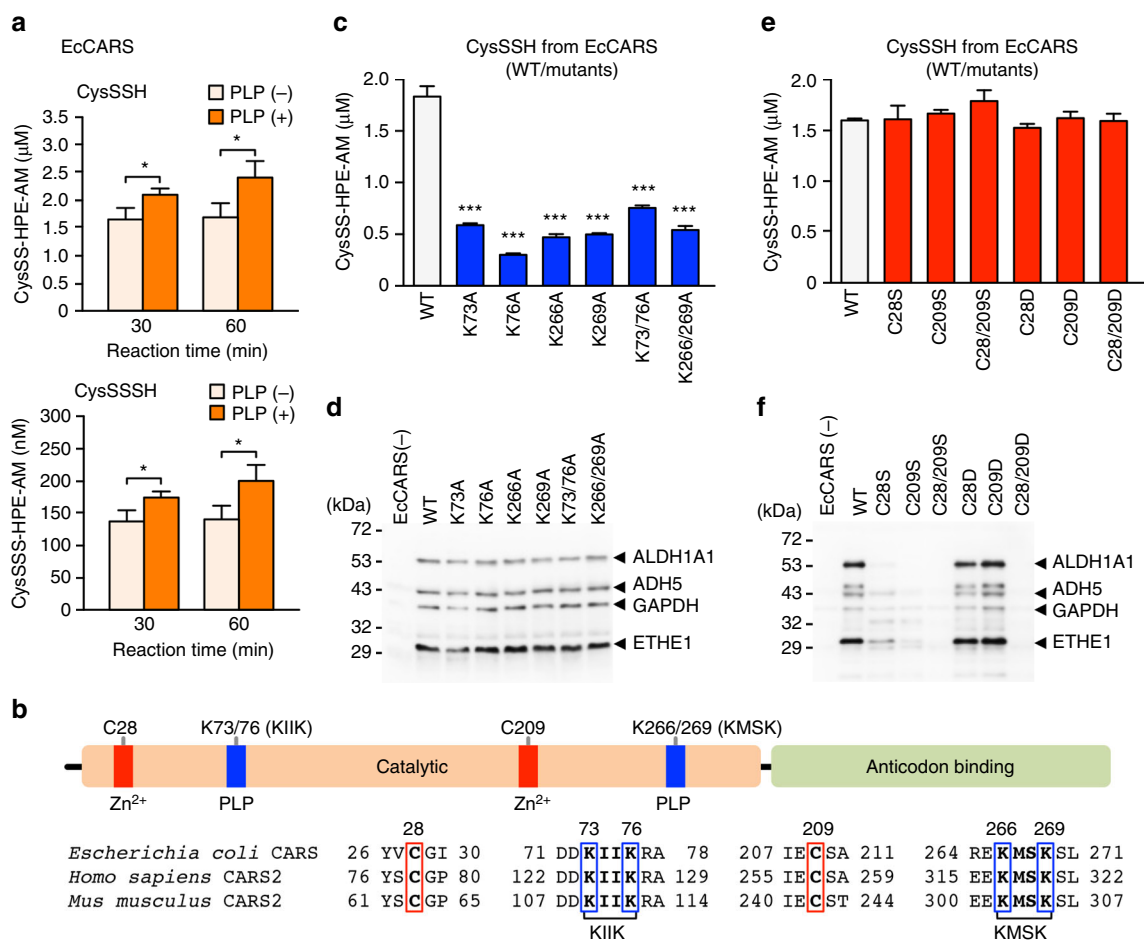 a
EcCARS
CysSSH
PLP (−)
PLP (+)
CysSS-HPE-AM (μM)
3.5
3.0
2.5
2.0
1.5
1.0
0.5
0
*
*
30
60
Reaction time (min)
CysSSSH
PLP (−)
PLP (+)
CysSSS-HPE-AM (nM)
300
250
200
150
100
50
0
*
*
30
60
Reaction time (min)
c
CysSSH from EcCARS
(WT/mutants)
CysSS-HPE-AM (μM)
2.0
1.5
1.0
0.5
0
***
***
***
***
***
***
WT
K73A
K76A
K266A
K269A
K73/76A
K266/269A
e
CysSSH from EcCARS
(WT/mutants)
CysSS-HPE-AM (μM)
2.0
1.5
1.0
0.5
0
WT
C28S
C209S
C28/209S
C28D
C209D
C28/209D
d
EcCARS(−)
WT
K73A
K76A
K266A
K269A
K73/76A
K266/269A
(kDa)
72
53
43
32
29
ALDH1A1
ADH5
GAPDH
ETHE1
f
EcCARS (−)
WT
C28S
C209S
C28/209S
C28D
C209D
C28/209D
(kDa)
72
53
43
32
29
ALDH1A1
ADH5
GAPDH
ETHE1
b
C28 K73/76 (KIIK) C209 K266/269 (KMSK)
Catalytic Anticodon binding
Zn2+ PLP Zn2+ PLP
28 73 76 209 266 269
Escherichia coli CARS 26 YVCGI 30 71 DDKIIKRA 78 207 IECSA 211 264 REKMSKSL 271
Homo sapiens CARS2 76 YSCGP 80 122 DDKIIKRA 129 255 IECSA 259 315 EEKMSKSL 322
Mus musculus CARS2 61 YSCGP 65 107 DDKIIKRA 114 240 IECST 244 300 EEKMSKSL 307
KIIK KMSK